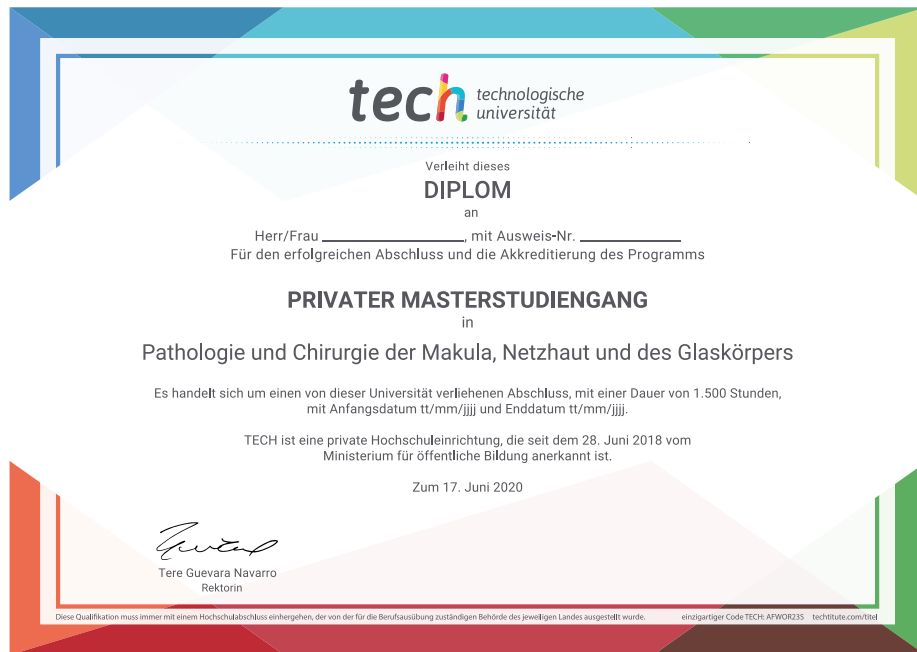 tech technologische
universität
Verleiht dieses
DIPLOM
an
Herr/Frau ____________________, mit Ausweis-Nr. ______________
Für den erfolgreichen Abschluss und die Akkreditierung des Programms
PRIVATER MASTERSTUDIENGANG
in
Pathologie und Chirurgie der Makula, Netzhaut und des Glaskörpers
Es handelt sich um einen von dieser Universität verliehenen Abschluss, mit einer Dauer von 1.500 Stunden,
mit Anfangsdatum tt/mm/jjjj und Enddatum tt/mm/jjjj.
TECH ist eine private Hochschuleinrichtung, die seit dem 28. Juni 2018 vom
Ministerium für öffentliche Bildung anerkannt ist.
Zum 17. Juni 2020
Tere Guevara Navarro
Rektorin
Diese Qualifikation muss immer mit einem Hochschulabschluss einhergehen, der von der für die Berufsausübung zuständigen Behörde des jeweiligen Landes ausgestellt wurde. einzigartiger Code TECH: AFWOR23S techtitute.com/titel